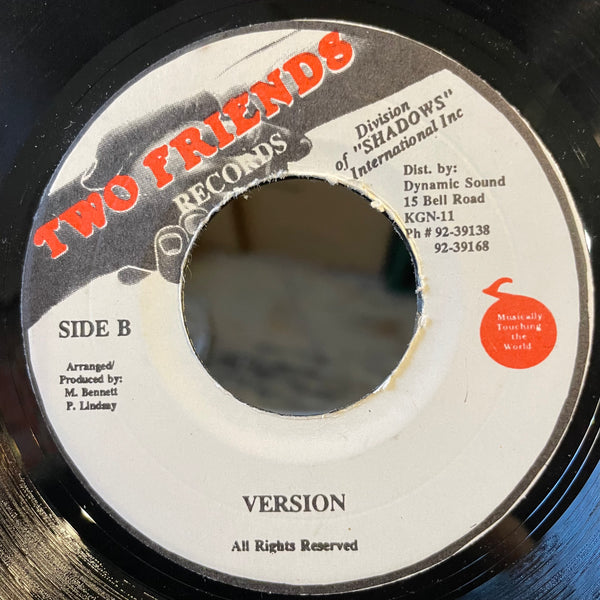 TWO FRIENDS
RECORDS
Division
of "SHADOWS"
International Inc
Dist. by:
Dynamic Sound
15 Bell Road
KGN-11
Ph # 92-39138
92-39168
SIDE B
Musically
Touching
the
World
Arranged/
Produced by:
M. Bennett
P. Lindsay
VERSION
All Rights Reserved